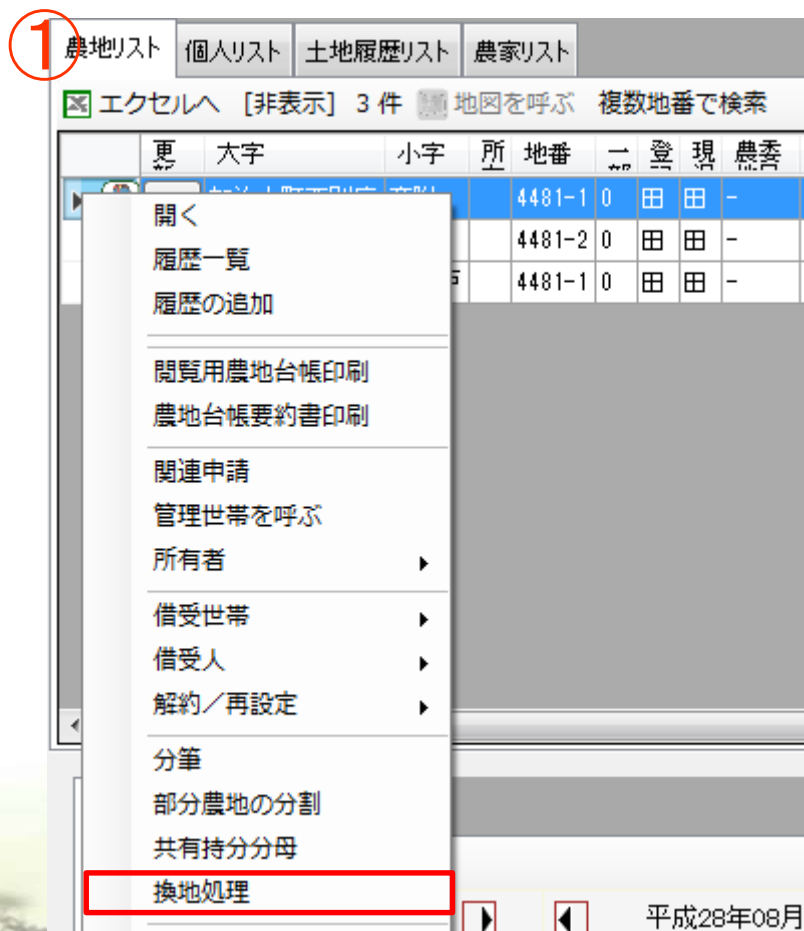 ①
農地リスト 個人リスト 土地履歴リスト 農家リスト
エクセルへ [非表示] 3 件 地図を呼ぶ 複数地番で検索
大字 小字 所 地番 登 現 農委
4481-1 0 田 田 -
4481-2 0 田 田 -
4481-1 0 田 田 -
開く
履歴一覧
履歴の追加
閲覧用農地台帳印刷
農地台帳要約書印刷
関連申請
管理世帯を呼ぶ
所有者
借受世帯
借受人
解約／再設定
分筆
部分農地の分割
共有持分分母
換地処理
平成28年08月